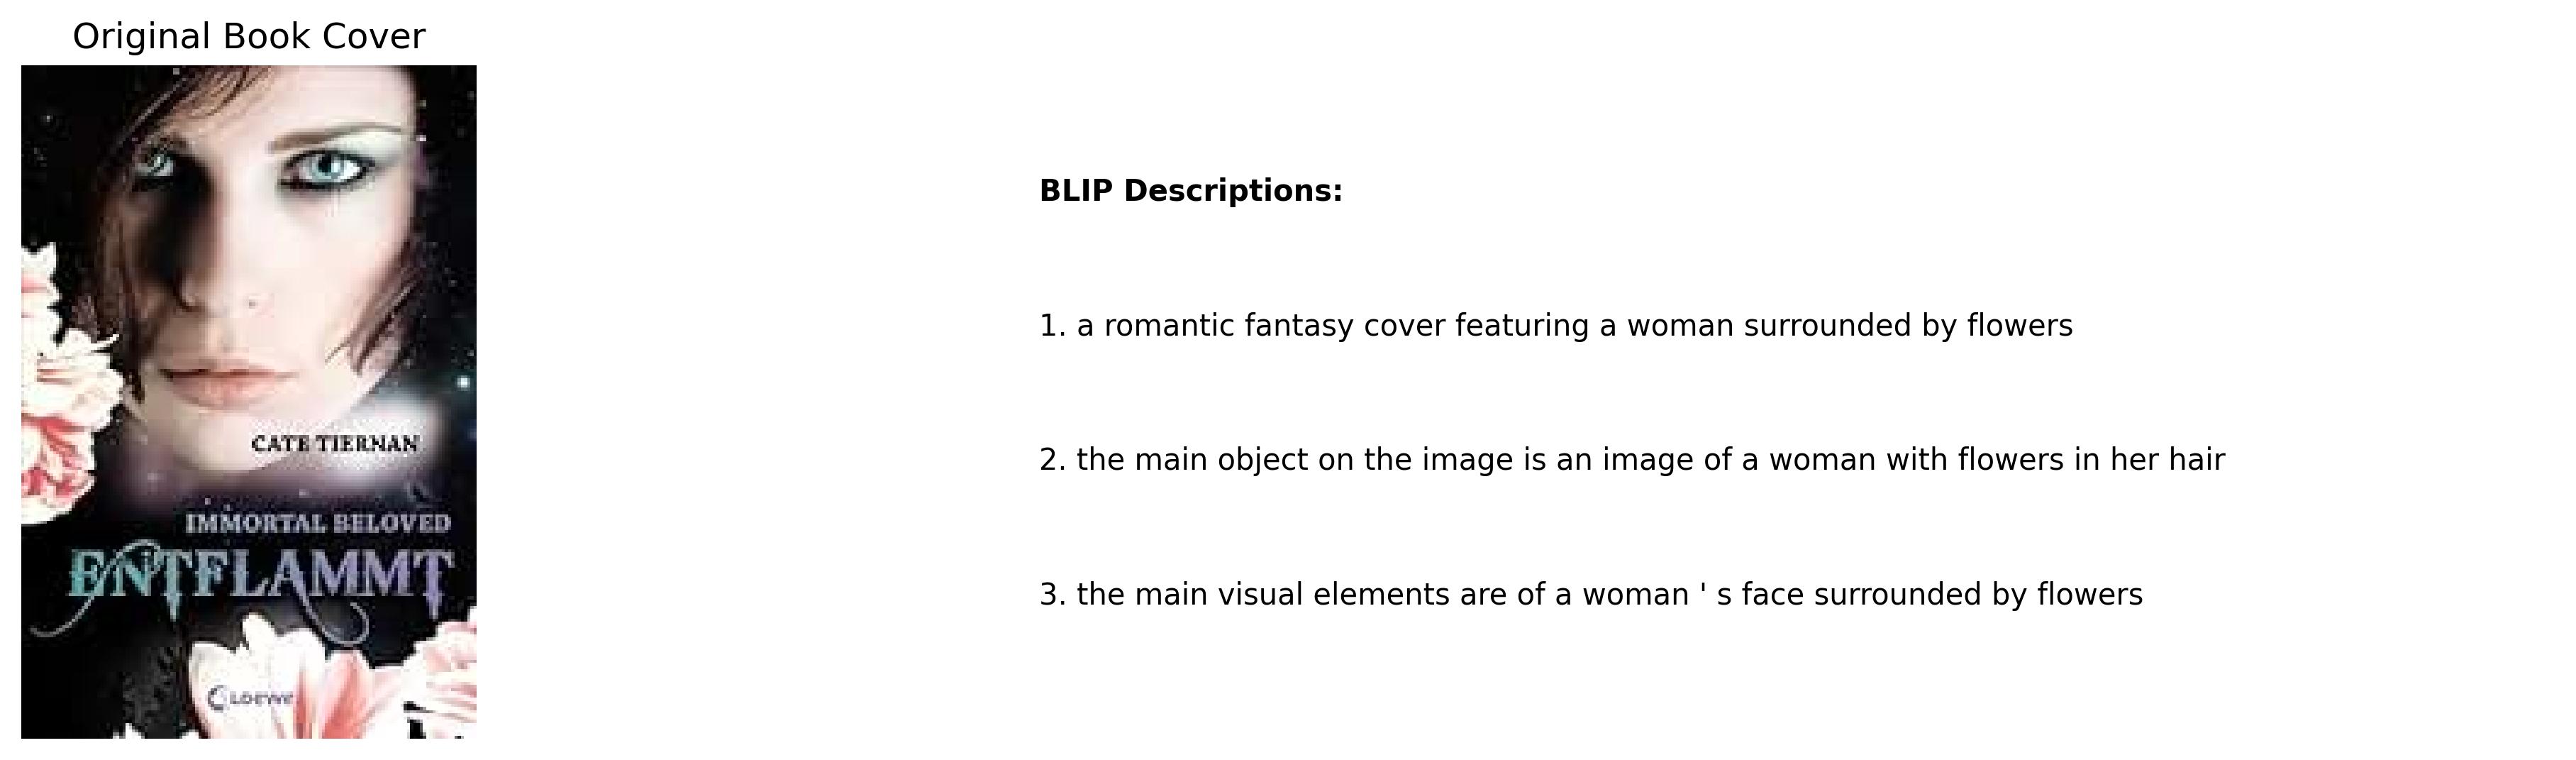 Original Book Cover
CATE TIERNAN
IMMORTAL BELOVED
ENTFLAMMT
LOEWE
BLIP Descriptions:
1. a romantic fantasy cover featuring a woman surrounded by flowers
2. the main object on the image is an image of a woman with flowers in her hair
3. the main visual elements are of a woman ' s face surrounded by flowers